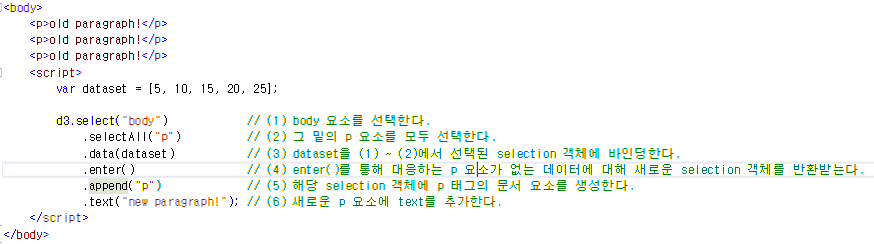 <body>
<p>old paragraph!</p>
<p>old paragraph!</p>
<p>old paragraph!</p>
<script>
var dataset = [5, 10, 15, 20, 25];
d3.select("body") // (1) body 요소를 선택한다.
.selectAll("p") // (2) 그 밑의 p 요소를 모두 선택한다.
.data(dataset) // (3) dataset을 (1) ~ (2)에서 선택된 selection 객체에 바인딩한다.
.enter() // (4) enter()를 통해 대응하는 p 요소가 없는 데이터에 대해 새로운 selection 객체를 반환받는다.
.append("p") // (5) 해당 selection 객체에 p 태그의 문서 요소를 생성한다.
.text("new paragraph!"); // (6) 새로운 p 요소에 text를 추가한다.
</script>
</body>